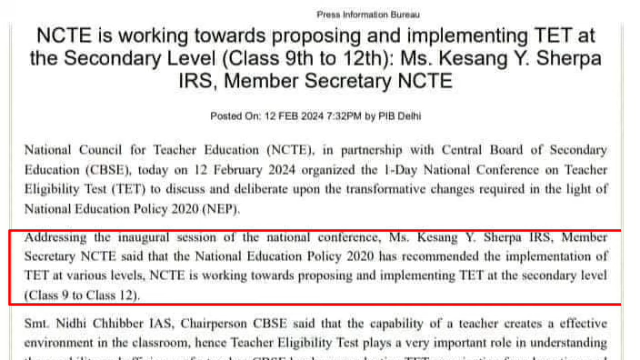 Press Information Bureau
NCTE is working towards proposing and implementing TET at
the Secondary Level (Class 9th to 12th): Ms. Kesang Y. Sherpa
IRS, Member Secretary NCTE
Posted On: 12 FEB 2024 7:32PM by PIB Delhi
National Council for Teacher Education (NCTE), in partnership with Central Board of Secondary
Education (CBSE), today on 12 February 2024 organized the 1-Day National Conference on Teacher
Eligibility Test (TET) to discuss and deliberate upon the transformative changes required in the light of
National Education Policy 2020 (NEP).
Addressing the inaugural session of the national conference, Ms. Kesang Y. Sherpa IRS, Member
Secretary NCTE said that the National Education Policy 2020 has recommended the implementation of
TET at various levels, NCTE is working towards proposing and implementing TET at the secondary level
(Class 9 to Class 12).
Smt. Nidhi Chhibber IAS, Chairperson CBSE said that the capability of a teacher creates a effective
environment in the classroom, hence Teacher Eligibility Test plays a very important role in understanding